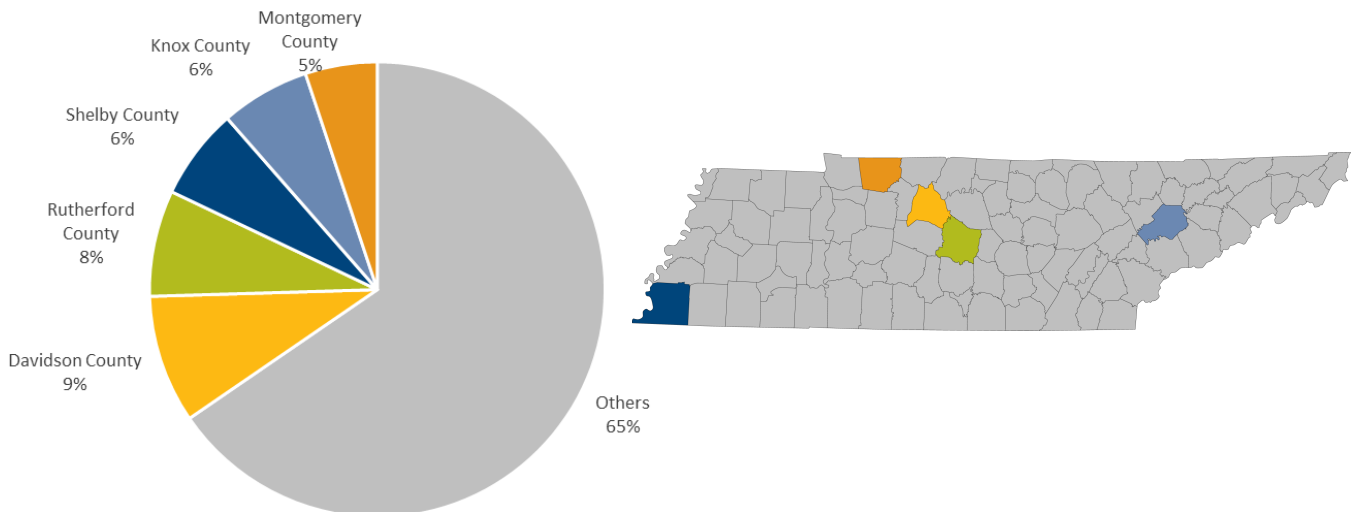 Montgomery
County
5%
Knox County
6%
Shelby County
6%
Rutherford
County
8%
Davidson County
9%
Others
65%